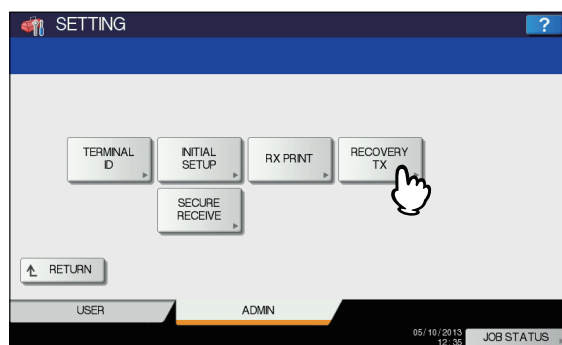 SETTING
?
TERMINAL
ID
INITIAL
SETUP
RX PRINT
RECOVERY
TX
SECURE
RECEIVE
RETURN
USER
ADMIN
05/10/2013
12:35
JOB STATUS